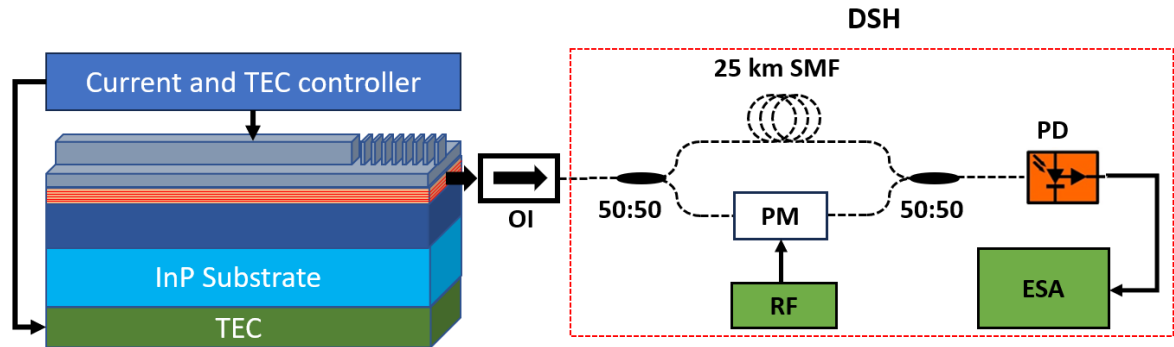 DSH
Current and TEC controller
25 km SMF
PD
OI
50:50
PM
50:50
InP Substrate
RF
ESA
TEC